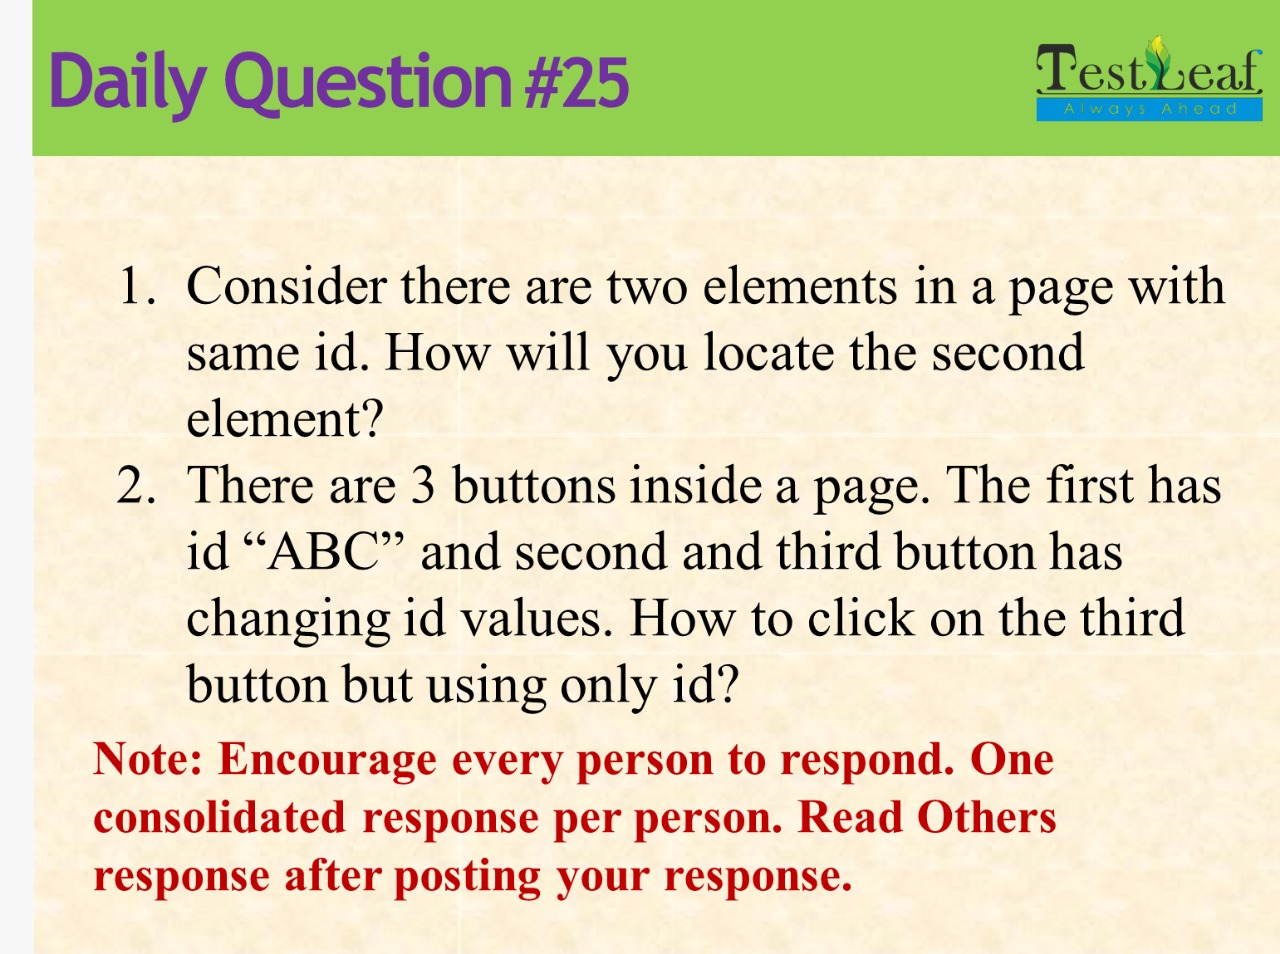 Daily Question #25
TestLeaf
Always Ahead
1. Consider there are two elements in a page with
same id. How will you locate the second
element?
2. There are 3 buttons inside a page. The first has
id “ABC” and second and third button has
changing id values. How to click on the third
button but using only id?
Note: Encourage every person to respond. One
consolidated response per person. Read Others
response after posting your response.